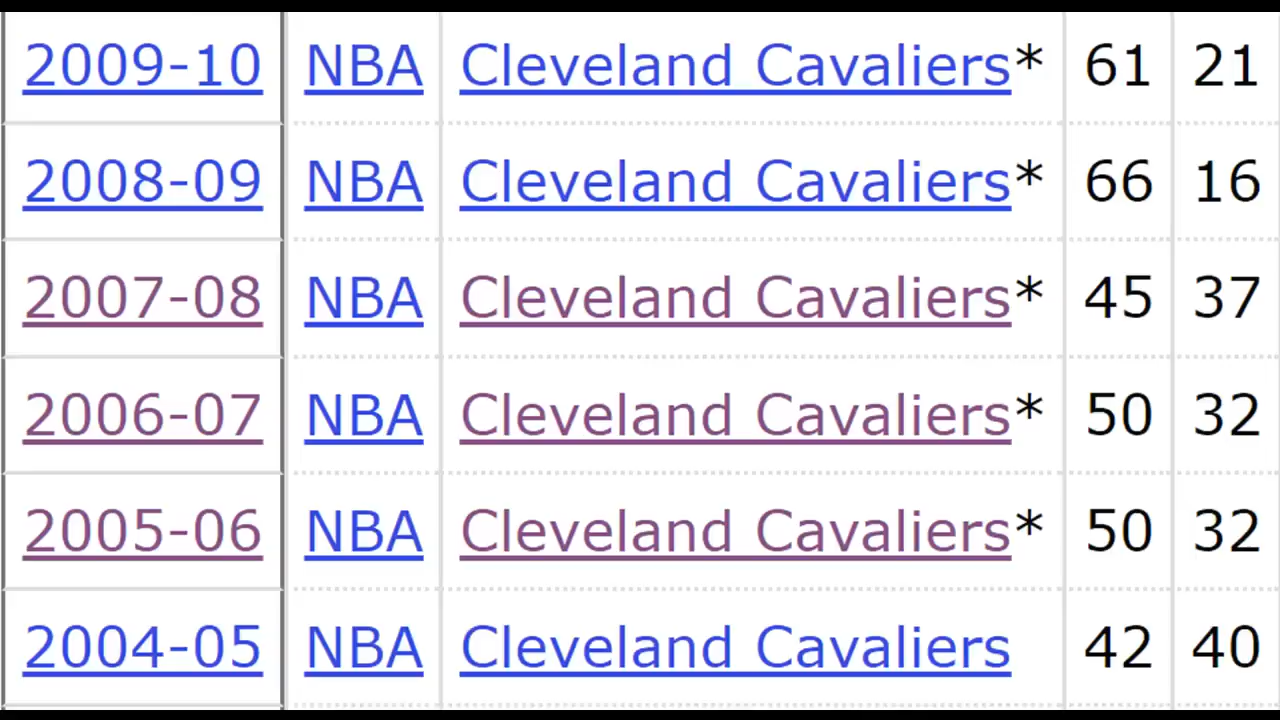 2009-10 NBA Cleveland Cavaliers* 61 21
2008-09 NBA Cleveland Cavaliers* 66 16
2007-08 NBA Cleveland Cavaliers* 45 37
2006-07 NBA Cleveland Cavaliers* 50 32
2005-06 NBA Cleveland Cavaliers* 50 32
2004-05 NBA Cleveland Cavaliers 42 40